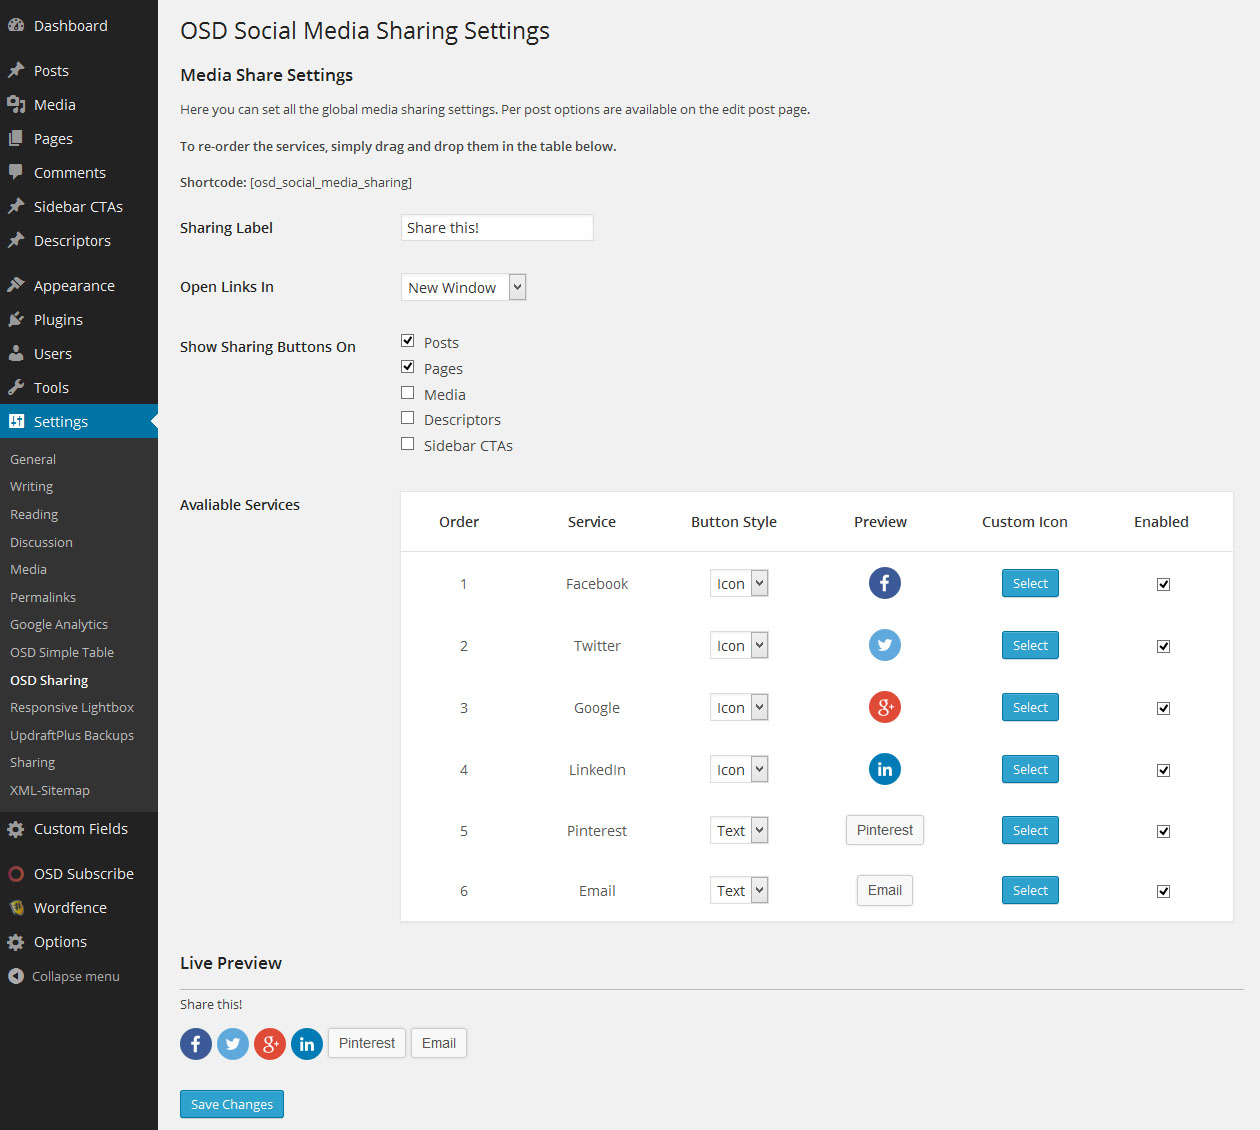 Dashboard
Posts
Media
Pages
Comments
Sidebar CTAs
Descriptors
Appearance
Plugins
Users
Tools
Settings
General
Writing
Reading
Discussion
Media
Permalinks
Google Analytics
OSD Simple Table
OSD Sharing
Responsive Lightbox
UpdraftPlus Backups
Sharing
XML-Sitemap
Custom Fields
OSD Subscribe
Wordfence
Options
Collapse menu
OSD Social Media Sharing Settings
Media Share Settings
Here you can set all the global media sharing settings. Per post options are available on the edit post page.
To re-order the services, simply drag and drop them in the table below.
Shortcode: [osd_social_media_sharing]
Sharing Label Share this!
Open Links In New Window
Show Sharing Buttons On Posts
Pages
Media
Descriptors
Sidebar CTAs
Avaliable Services
Order Service Button Style Preview Custom Icon Enabled
1 Facebook Icon f Select
2 Twitter Icon Select
3 Google Icon g+ Select
4 LinkedIn Icon in Select
5 Pinterest Text Pinterest Select
6 Email Text Email Select
Live Preview
Share this!
f g+ in Pinterest Email
Save Changes